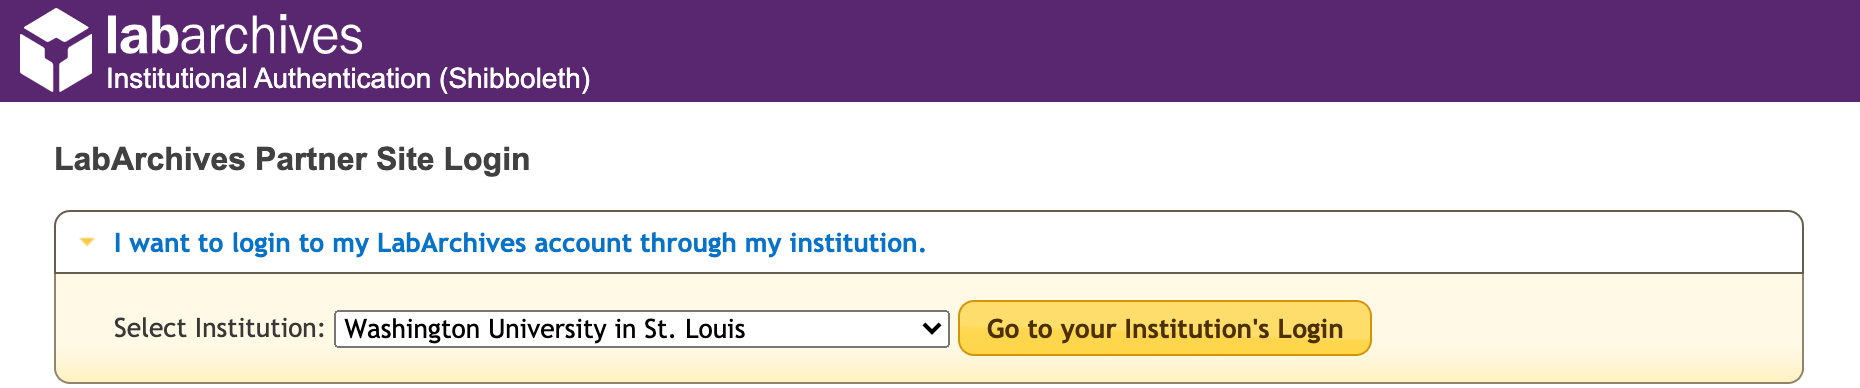 labarchives
Institutional Authentication (Shibboleth)
LabArchives Partner Site Login
I want to login to my LabArchives account through my institution.
Select Institution: Washington University in St. Louis Go to your Institution's Login